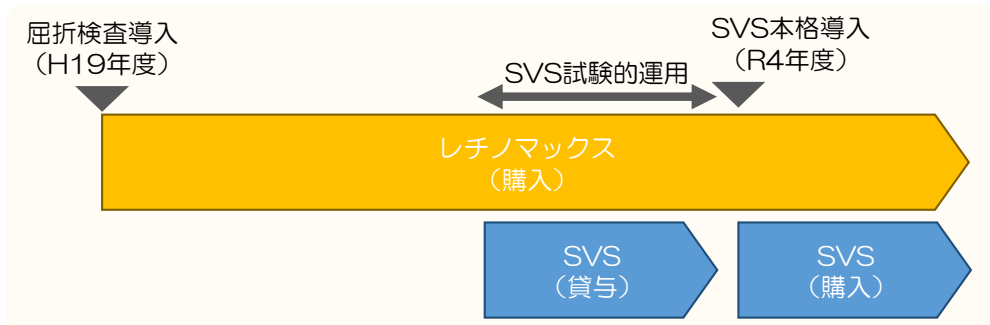 屈折検査導入
（H19年度）
SVS本格導入
（R4年度）
SVS試験的運用
レチノマックス
（購入）
SVS
（貸与）
SVS
（購入）